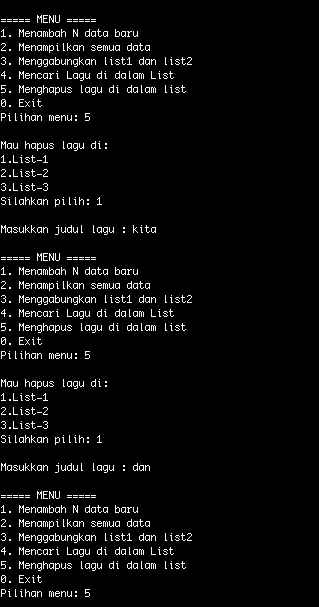 ===== MENU =====
1. Menambah N data baru
2. Menampilkan semua data
3. Menggabungkan list1 dan list2
4. Mencari Lagu di dalam List
5. Menghapus lagu di dalam list
0. Exit
Pilihan menu: 5
Mau hapus lagu di:
1.List-1
2.List-2
3.List-3
Silahkan pilih: 1
Masukkan judul lagu : kita
===== MENU =====
1. Menambah N data baru
2. Menampilkan semua data
3. Menggabungkan list1 dan list2
4. Mencari Lagu di dalam List
5. Menghapus lagu di dalam list
0. Exit
Pilihan menu: 5
Mau hapus lagu di:
1.List-1
2.List-2
3.List-3
Silahkan pilih: 1
Masukkan judul lagu : dan
===== MENU =====
1. Menambah N data baru
2. Menampilkan semua data
3. Menggabungkan list1 dan list2
4. Mencari Lagu di dalam List
5. Menghapus lagu di dalam list
0. Exit
Pilihan menu: 5